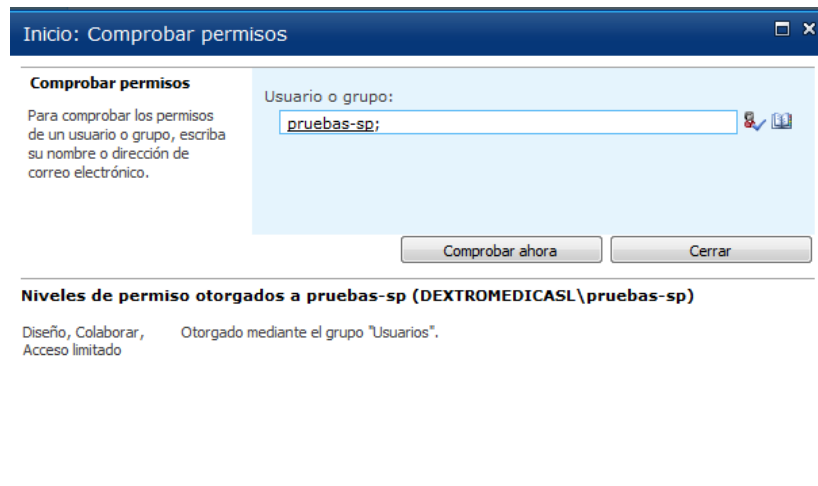 Inicio: Comprobar permisos
Comprobar permisos
Para comprobar los permisos
de un usuario o grupo, escriba
su nombre o dirección de
correo electrónico.
Usuario o grupo:
pruebas-sp;
Comprobar ahora
Cerrar
Niveles de permiso otorgados a pruebas-sp (DEXTROMEDICASL\pruebas-sp)
Diseño, Colaborar, Otorgado mediante el grupo "Usuarios".
Acceso limitado